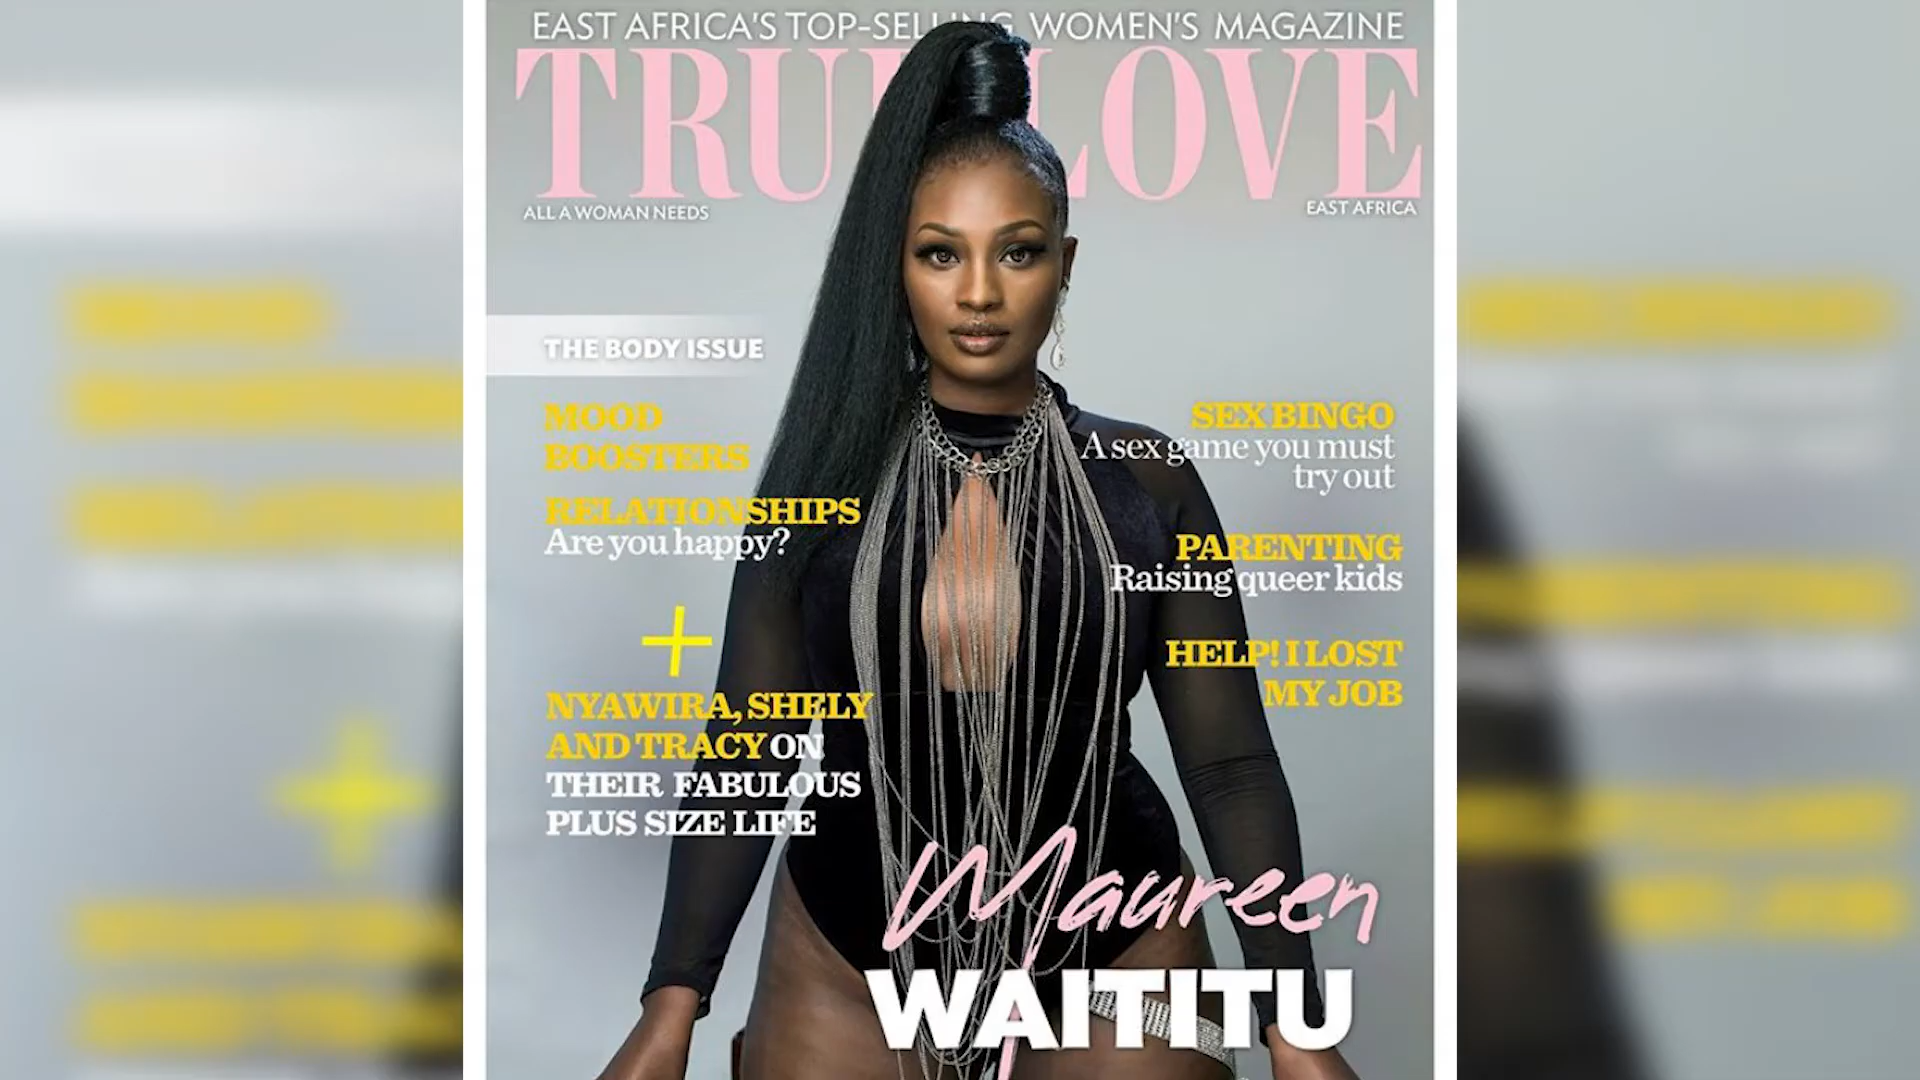 EAST AFRICA'S TOP-SELLING WOMEN'S MAGAZINE
TRUE LOVE
ALL A WOMAN NEEDS
EAST AFRICA
THE BODY ISSUE
MOOD
BOOSTERS
RELATIONSHIPS
Are you happy?
+
NYAWIRA, SHELY
AND TRACY ON
THEIR FABULOUS
PLUS SIZE LIFE
SEX BINGO
A sex game you must
try out
PARENTING
Raising queer kids
HELP! I LOST
MY JOB
Maureen
WAITITU